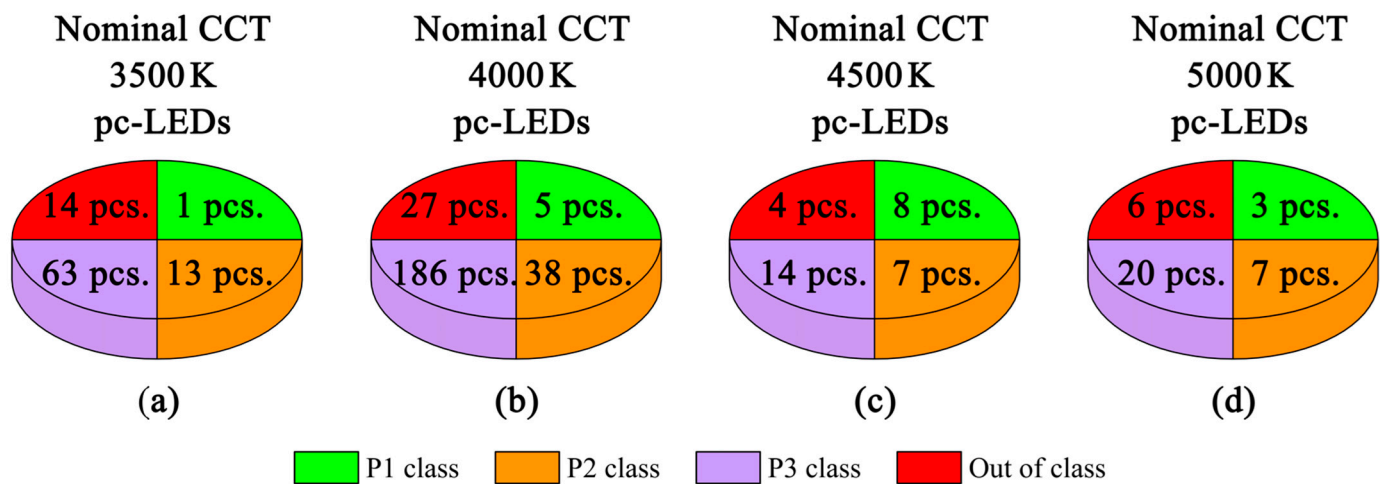 Nominal CCT
3500 K
pc-LEDs
14 pcs. 1 pcs.
63 pcs. 13 pcs.
(a)
Nominal CCT
4000 K
pc-LEDs
27 pcs. 5 pcs.
186 pcs. 38 pcs.
(b)
Nominal CCT
4500 K
pc-LEDs
4 pcs. 8 pcs.
14 pcs. 7 pcs.
(c)
Nominal CCT
5000 K
pc-LEDs
6 pcs. 3 pcs.
20 pcs. 7 pcs.
(d)
P1 class P2 class P3 class Out of class